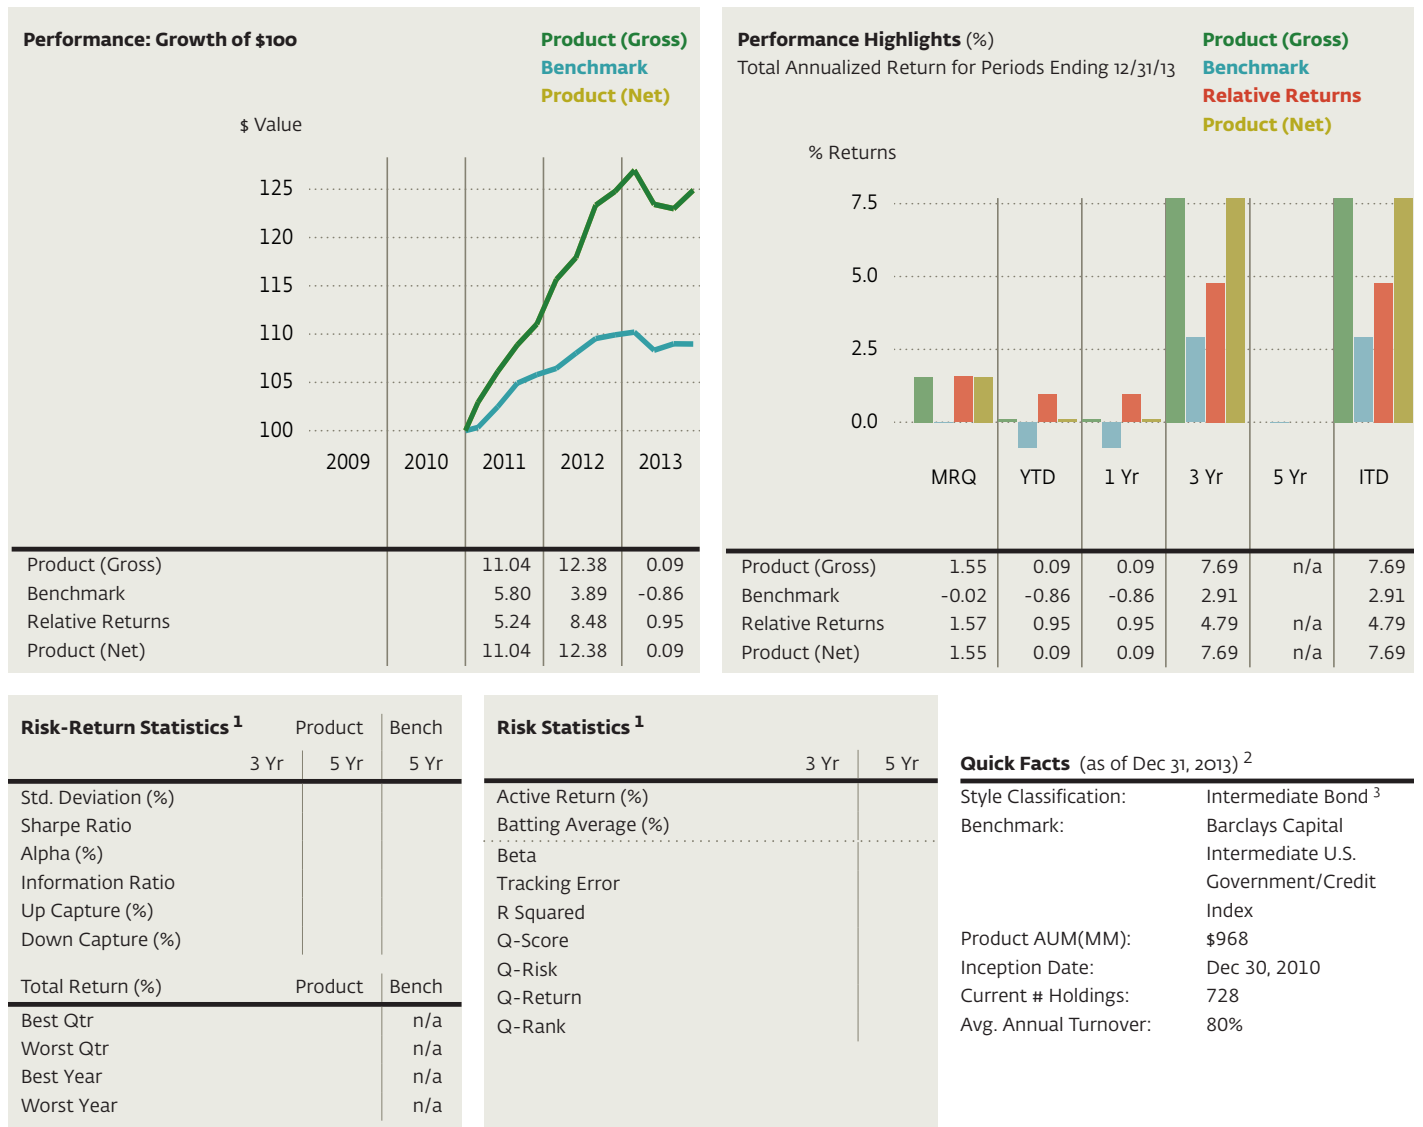 Performance: Growth of $100
Product (Gross)
Benchmark
Product (Net)
$ Value
125
120
115
110
105
100
2009 2010 2011 2012 2013
Product (Gross) 11.04 12.38 0.09
Benchmark 5.80 3.89 -0.86
Relative Returns 5.24 8.48 0.95
Product (Net) 11.04 12.38 0.09
Performance Highlights (%)
Total Annualized Return for Periods Ending 12/31/13
Product (Gross)
Benchmark
Relative Returns
Product (Net)
% Returns
7.5
5.0
2.5
0.0
MRQ YTD 1 Yr 3 Yr 5 Yr ITD
Product (Gross) 1.55 0.09 0.09 7.69 n/a 7.69
Benchmark -0.02 -0.86 -0.86 2.91 2.91
Relative Returns 1.57 0.95 0.95 4.79 n/a 4.79
Product (Net) 1.55 0.09 0.09 7.69 n/a 7.69
Risk-Return Statistics 1 Product Bench
3 Yr 5 Yr 5 Yr
Std. Deviation (%)
Sharpe Ratio
Alpha (%)
Information Ratio
Up Capture (%)
Down Capture (%)
Total Return (%) Product Bench
Best Qtr n/a
Worst Qtr n/a
Best Year n/a
Worst Year n/a
Risk Statistics 1
3 Yr 5 Yr
Active Return (%)
Batting Average (%)
Beta
Tracking Error
R Squared
Q-Score
Q-Risk
Q-Return
Q-Rank
Quick Facts (as of Dec 31, 2013) 2
Style Classification: Intermediate Bond 3
Benchmark: Barclays Capital
Intermediate U.S.
Government/Credit
Index
Product AUM(MM): $968
Inception Date: Dec 30, 2010
Current # Holdings: 728
Avg. Annual Turnover: 80%